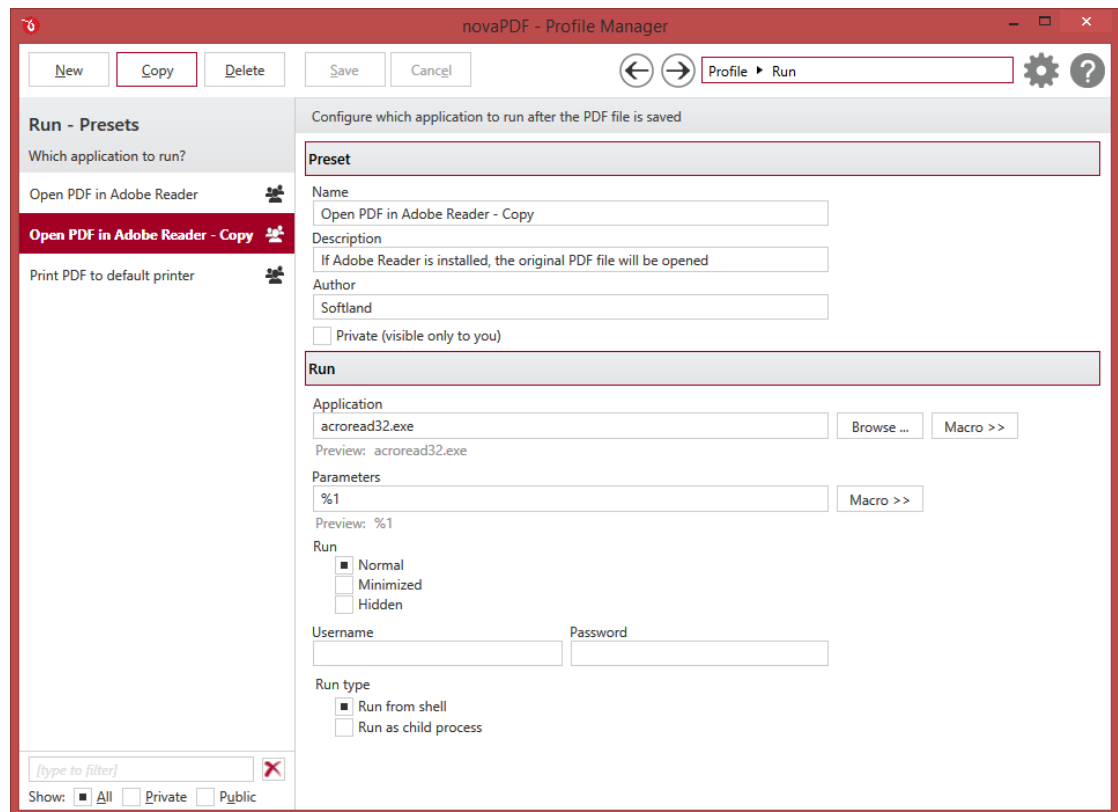 novaPDF - Profile Manager
New Copy Delete Save Cancel Profile ▸ Run
Run - Presets
Which application to run?
Open PDF in Adobe Reader
Open PDF in Adobe Reader - Copy
Print PDF to default printer
[type to filter]
Show: All Private Public
Configure which application to run after the PDF file is saved
Preset
Name
Open PDF in Adobe Reader - Copy
Description
If Adobe Reader is installed, the original PDF file will be opened
Author
Softland
Private (visible only to you)
Run
Application
acroread32.exe Browse ... Macro >>
Preview: acroread32.exe
Parameters
%1 Macro >>
Preview: %1
Run
Normal
Minimized
Hidden
Username Password
Run type
Run from shell
Run as child process